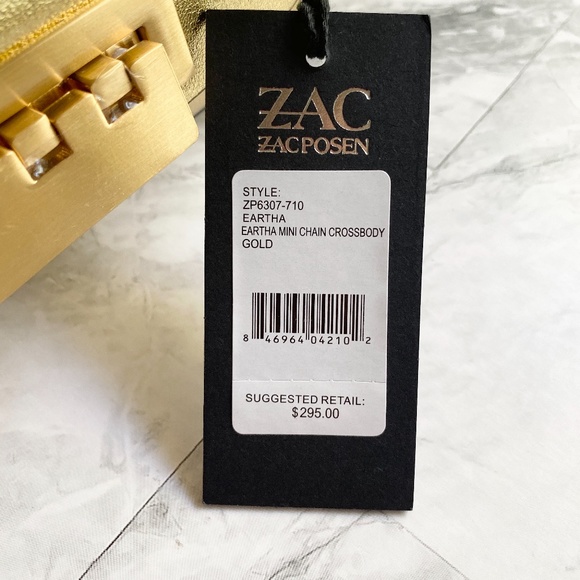 ZAC
ZAC POSEN
STYLE:
ZP6307-710
EARTHA
EARTHA MINI CHAIN CROSSBODY
GOLD
8 46964 04210 2
SUGGESTED RETAIL:
$295.00